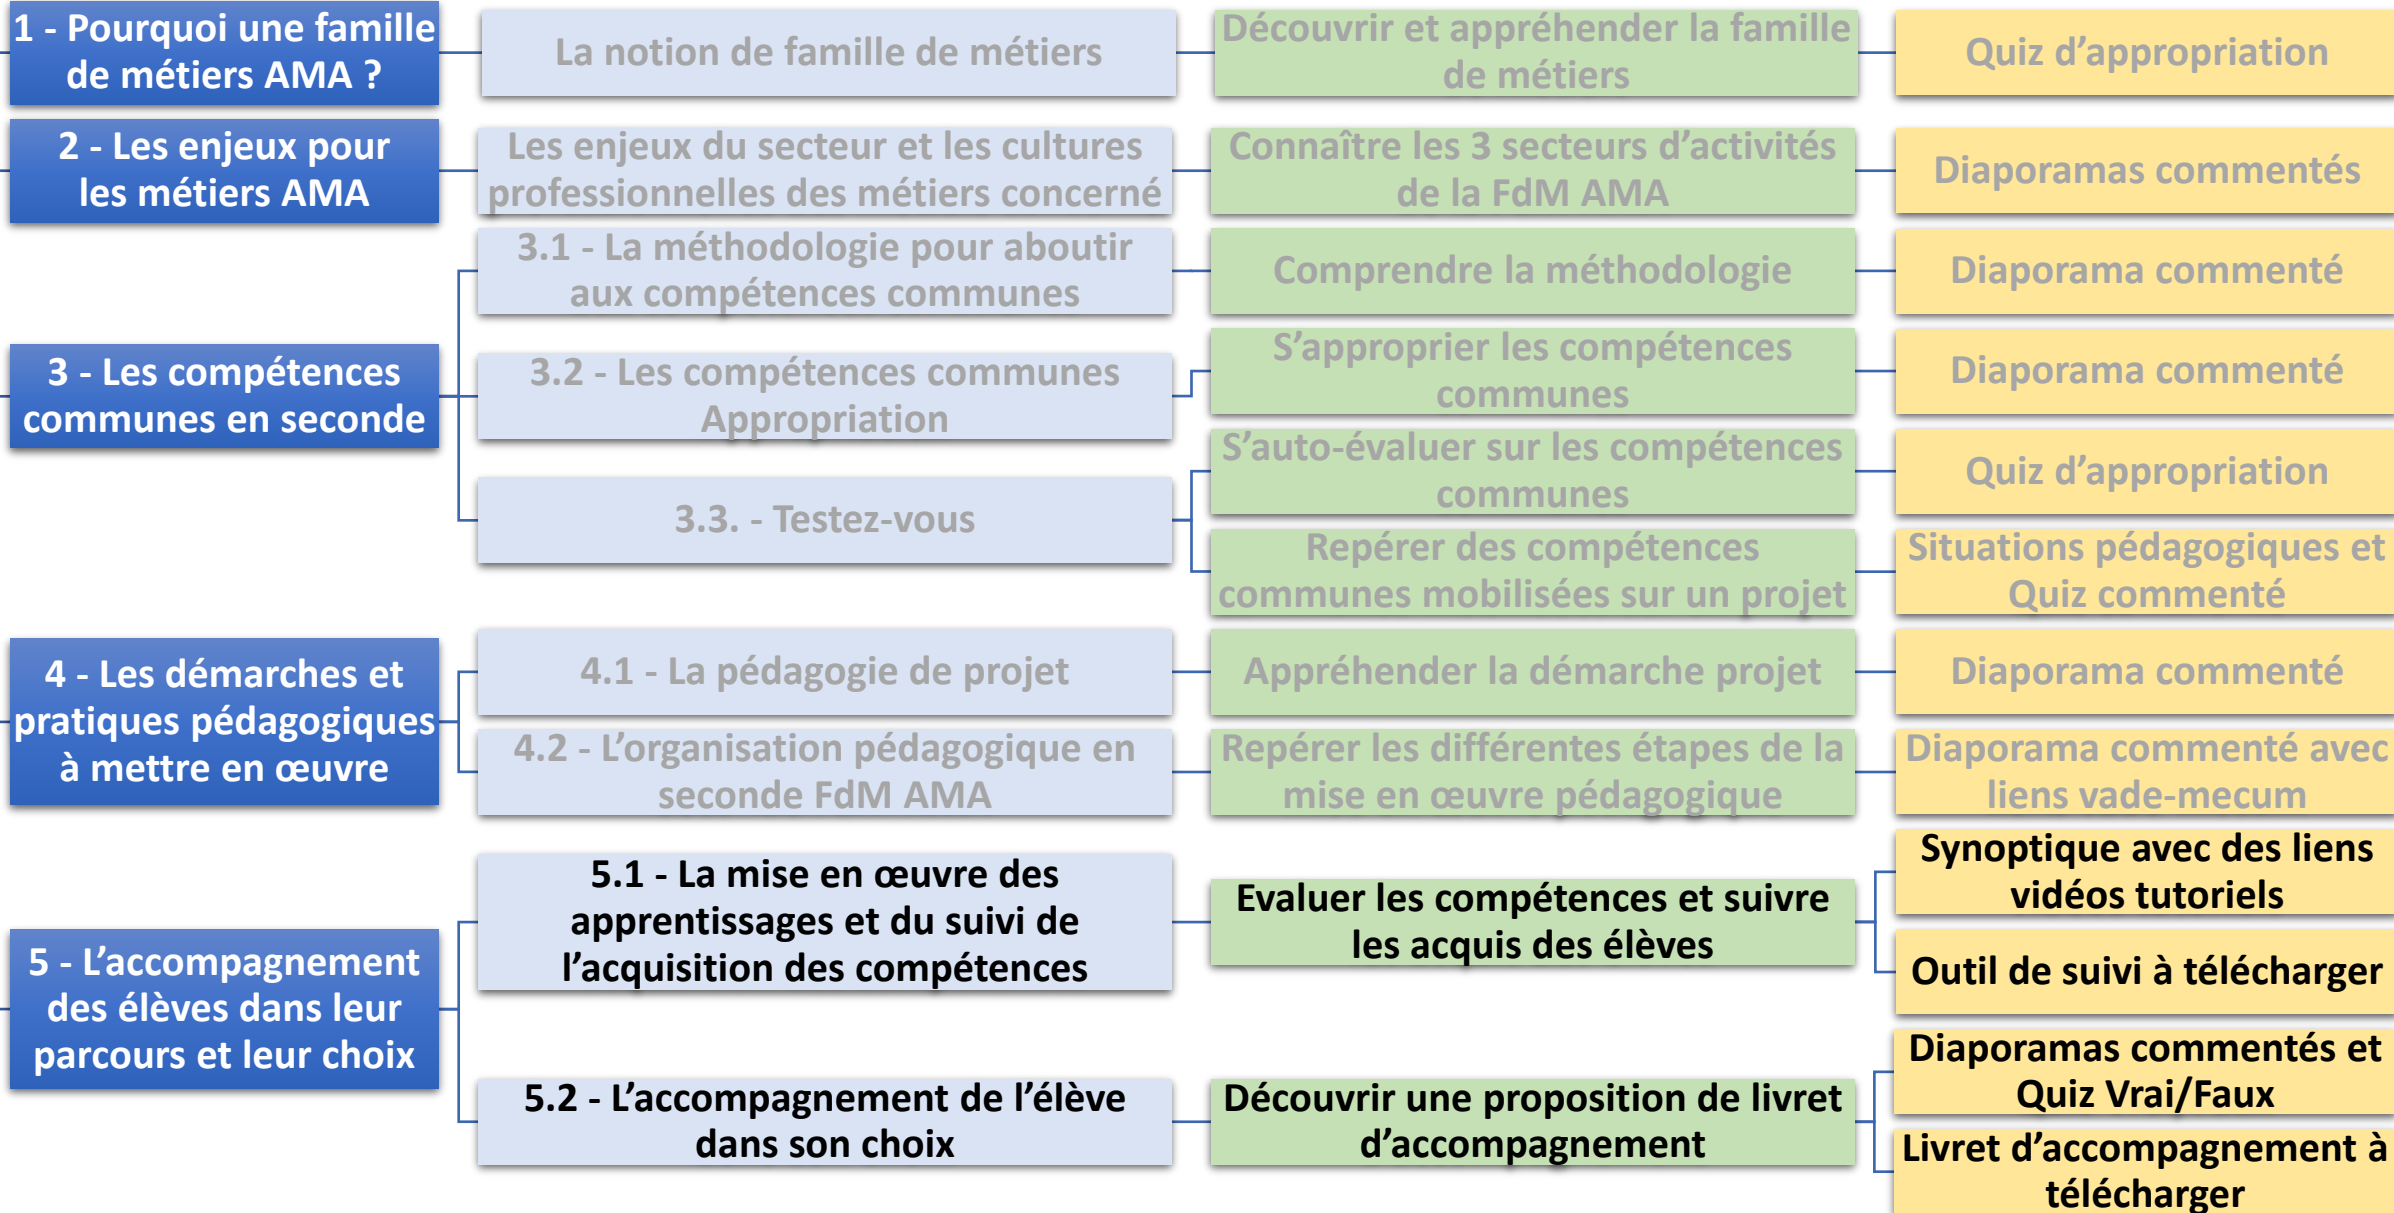 1 - Pourquoi une famille
de métiers AMA ?
La notion de famille de métiers
Découvrir et appréhender la famille
de métiers
Quiz d’appropriation
2 - Les enjeux pour
les métiers AMA
Les enjeux du secteur et les cultures
professionnelles des métiers concerné
Connaître les 3 secteurs d’activités
de la FdM AMA
Diaporamas commentés
3 - Les compétences
communes en seconde
3.1 - La méthodologie pour aboutir
aux compétences communes
Comprendre la méthodologie
Diaporama commenté
3.2 - Les compétences communes
Appropriation
S’approprier les compétences
communes
Diaporama commenté
3.3. - Testez-vous
S’auto-évaluer sur les compétences
communes
Quiz d’appropriation
Repérer des compétences
communes mobilisées sur un projet
Situations pédagogiques et
Quiz commenté
4 - Les démarches et
pratiques pédagogiques
à mettre en œuvre
4.1 - La pédagogie de projet
Appréhender la démarche projet
Diaporama commenté
4.2 - L’organisation pédagogique en
seconde FdM AMA
Repérer les différentes étapes de la
mise en œuvre pédagogique
Diaporama commenté avec
liens vade-mecum
5 - L’accompagnement
des élèves dans leur
parcours et leur choix
5.1 - La mise en œuvre des
apprentissages et du suivi de
l’acquisition des compétences
Evaluer les compétences et suivre
les acquis des élèves
Synoptique avec des liens
vidéos tutoriels
Outil de suivi à télécharger
5.2 - L’accompagnement de l’élève
dans son choix
Découvrir une proposition de livret
d’accompagnement
Diaporamas commentés et
Quiz Vrai/Faux
Livret d’accompagnement à
télécharger